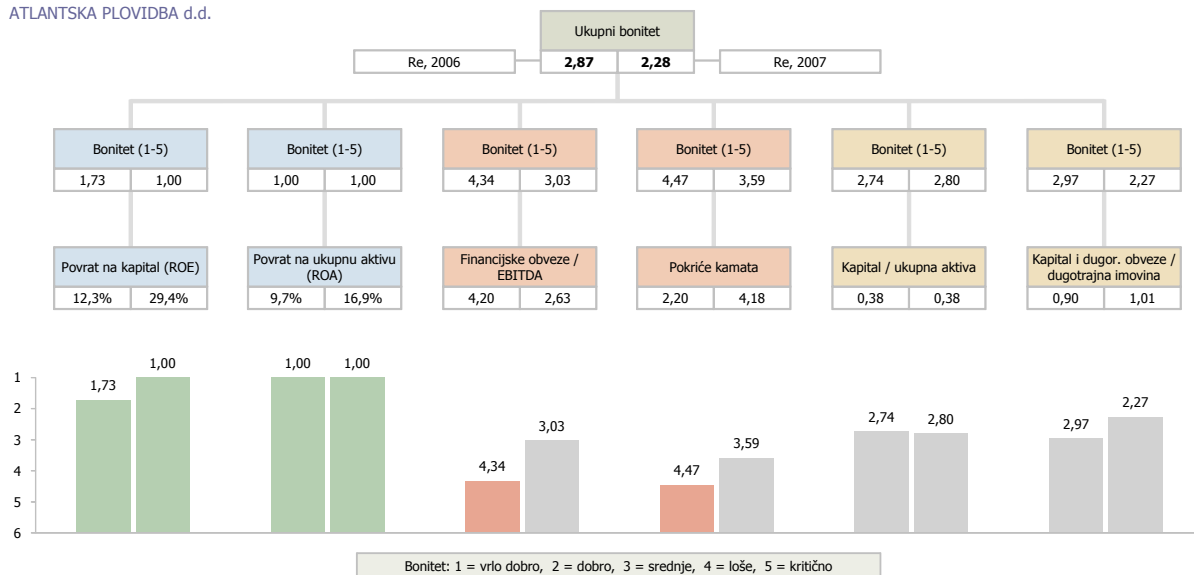 ATLANTSKA PLOVIDBA d.d.
Ukupni bonitet
Re, 2006 2,87 2,28 Re, 2007
Bonitet (1-5) Bonitet (1-5) Bonitet (1-5) Bonitet (1-5) Bonitet (1-5) Bonitet (1-5)
1,73 1,00 1,00 1,00 4,34 3,03 4,47 3,59 2,74 2,80 2,97 2,27
Povrat na kapital (ROE)
Povrat na ukupnu aktivu
(ROA)
Financijske obveze /
EBITDA
Pokriće kamata
Kapital / ukupna aktiva
Kapital i dugor. obveze /
dugotrajna imovina
12,3% 29,4% 9,7% 16,9% 4,20 2,63 2,20 4,18 0,38 0,38 0,90 1,01
1
2
3
4
5
6
1,73 1,00 1,00 1,00 4,34 3,03 4,47 3,59 2,74 2,80 2,97 2,27
Bonitet: 1 = vrlo dobro, 2 = dobro, 3 = srednje, 4 = loše, 5 = kritično